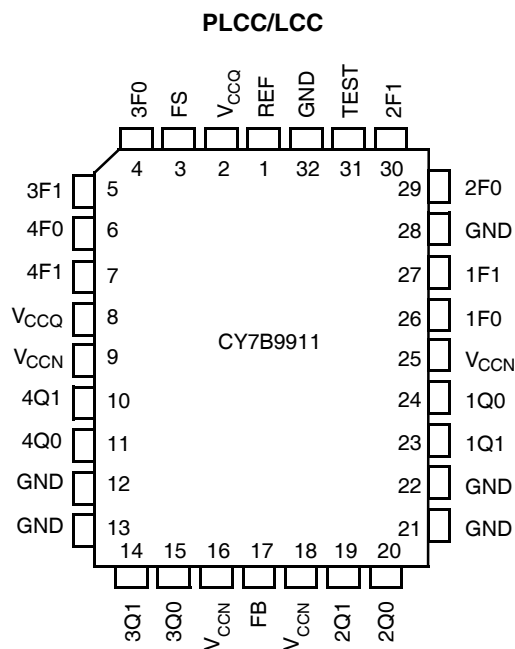 PLCC/LCC
3F0 FS VCCQ REF GND TEST 2F1
4 3 2 1 32 31 30
3F1 5 29 2F0
4F0 6 28 GND
4F1 7 27 1F1
VCCQ 8 26 1F0
CY7B9911
VCCN 9 25 VCCN
4Q1 10 24 1Q0
4Q0 11 23 1Q1
GND 12 22 GND
GND 13 21 GND
14 15 16 17 18 19 20
3Q1 3Q0 VCCN FB VCCN 2Q1 2Q0